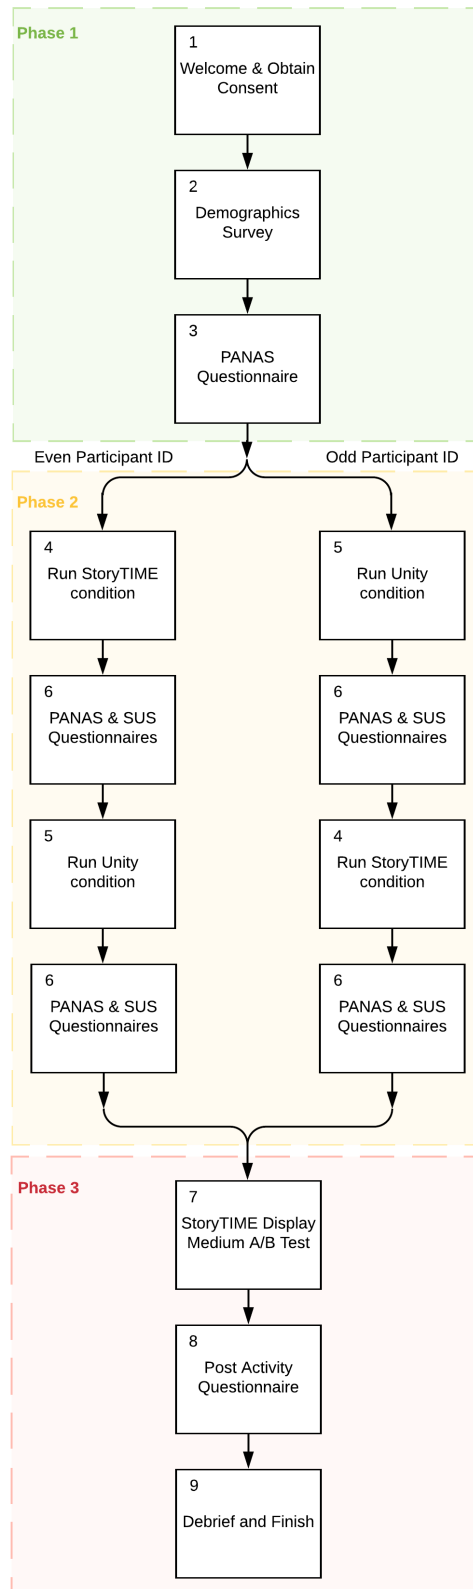 Phase 1
1
Welcome & Obtain
Consent
2
Demographics
Survey
3
PANAS
Questionnaire
Even Participant ID
Odd Participant ID
Phase 2
4
Run StoryTIME
condition
5
Run Unity
condition
6
PANAS & SUS
Questionnaires
6
PANAS & SUS
Questionnaires
5
Run Unity
condition
4
Run StoryTIME
condition
6
PANAS & SUS
Questionnaires
6
PANAS & SUS
Questionnaires
Phase 3
7
StoryTIME Display
Medium A/B Test
8
Post Activity
Questionnaire
9
Debrief and Finish